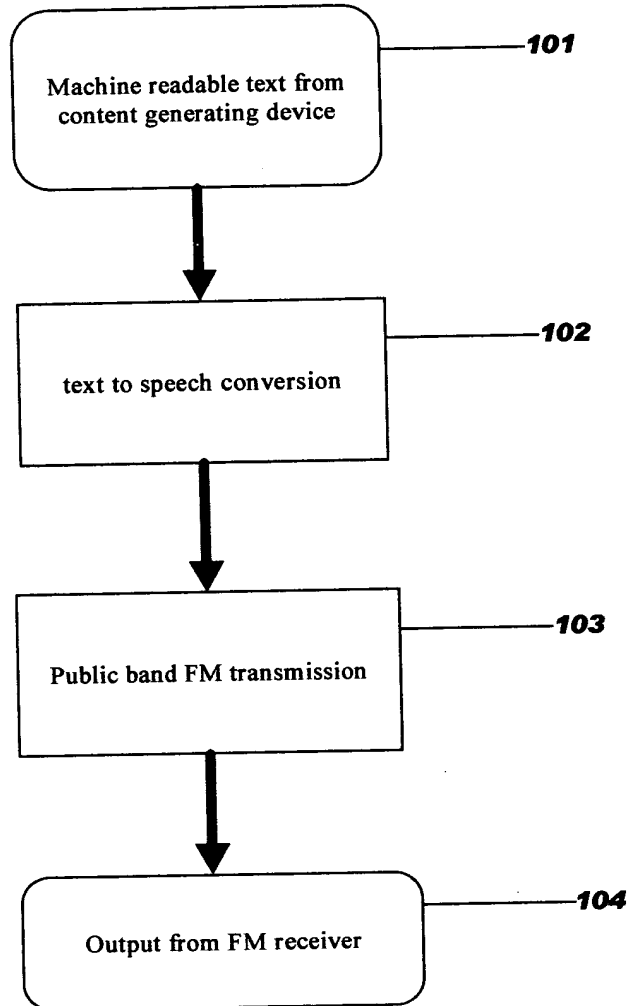 Machine readable text from
content generating device
101
text to speech conversion
102
Public band FM transmission
103
Output from FM receiver
104